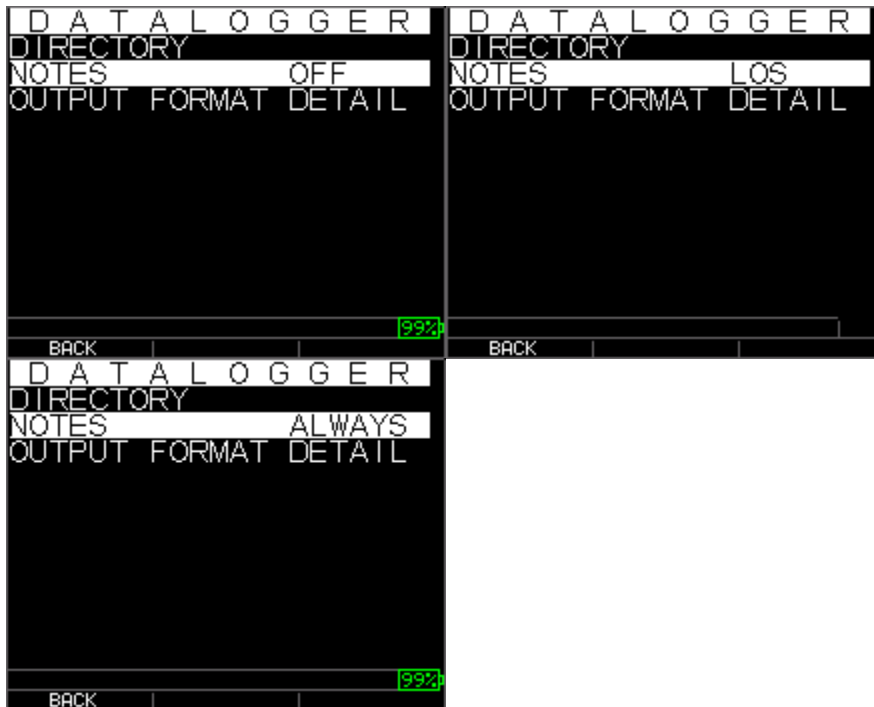 DATALOGGER
DIRECTORY
NOTES OFF
OUTPUT FORMAT DETAIL
99%
BACK
DATALOGGER
DIRECTORY
NOTES LOS
OUTPUT FORMAT DETAIL
BACK
DATALOGGER
DIRECTORY
NOTES ALWAYS
OUTPUT FORMAT DETAIL
99%
BACK